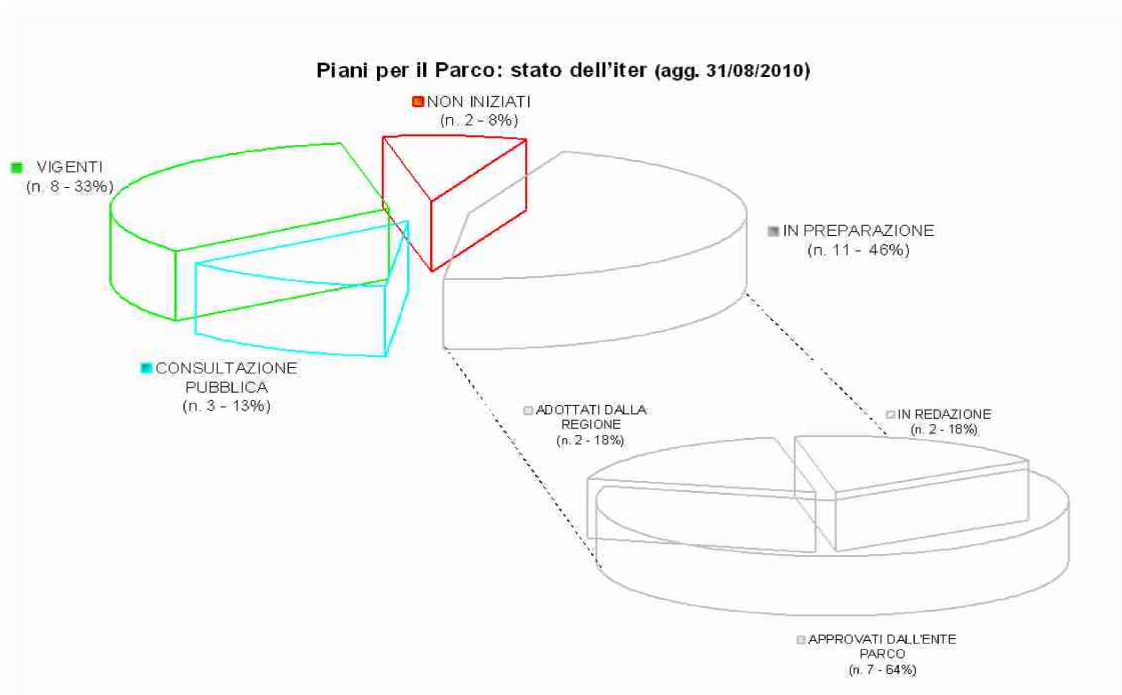 Piani per il Parco: stato dell'iter (agg. 31/08/2010)
NON INIZIATI
(n. 2 - 8%)
VIGENTI
(n. 8 - 33%)
IN PREPARAZIONE
(n. 11 - 46%)
CONSULTAZIONE
PUBBLICA
(n. 3 - 13%)
ADOTTATI DALLA
REGIONE
(n. 2 - 18%)
IN REDAZIONE
(n. 2 - 18%)
APPROVATI DALL'ENTE
PARCO
(n. 7 - 64%)